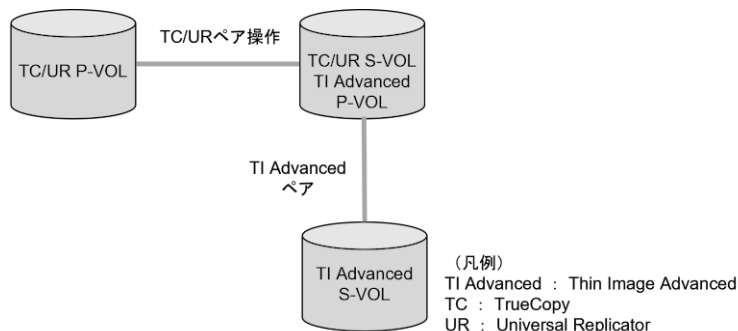 TC/URペア操作
TC/UR P-VOL
TC/UR S-VOL
TI Advanced
P-VOL
TI Advanced
ペア
TI Advanced
S-VOL
（凡例）
TI Advanced ： Thin Image Advanced
TC ： TrueCopy
UR ： Universal Replicator